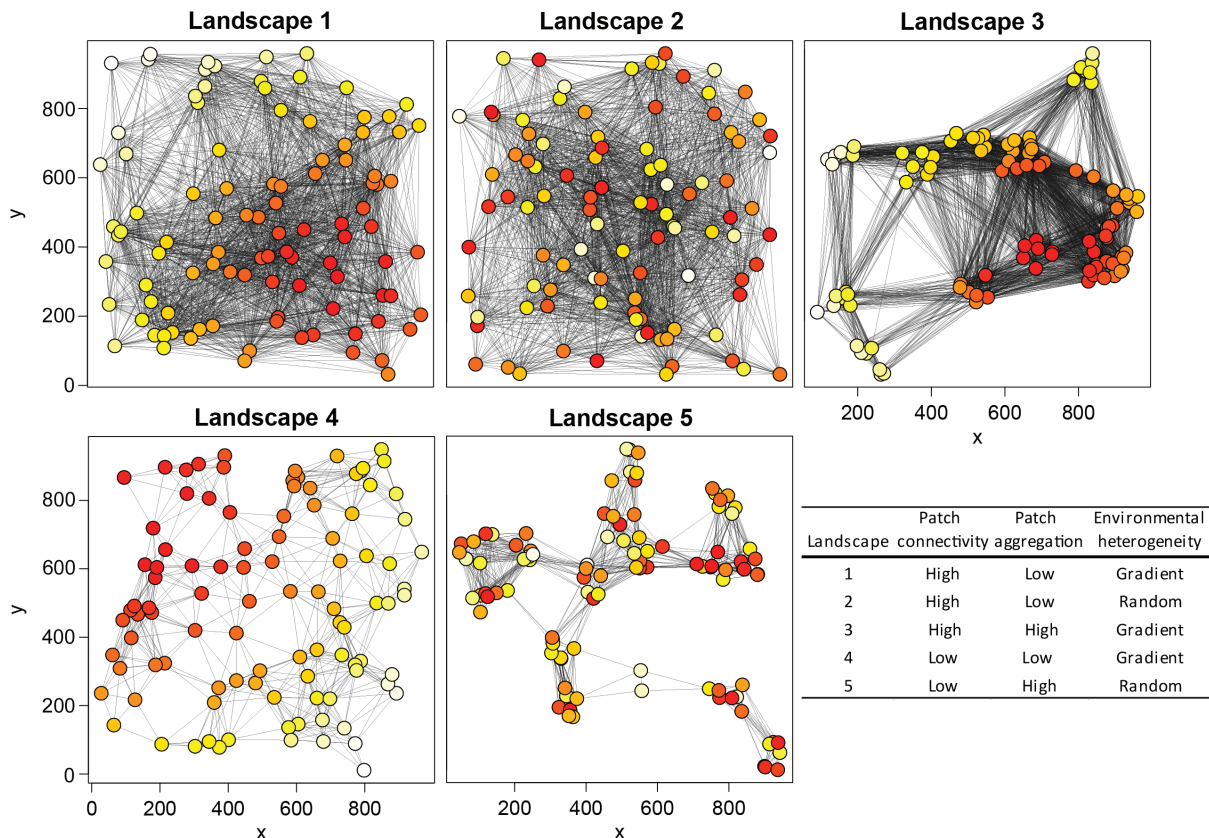 Landscape 1
Landscape 2
Landscape 3
y
800
600
400
200
0
200 400 600 800
x
Landscape 4
Landscape 5
y
800
600
400
200
0
0 200 400 600 800
x
200 400 600 800
x
Landscape Patch connectivity Patch aggregation Environmental heterogeneity
1 High Low Gradient
2 High Low Random
3 High High Gradient
4 Low Low Gradient
5 Low High Random